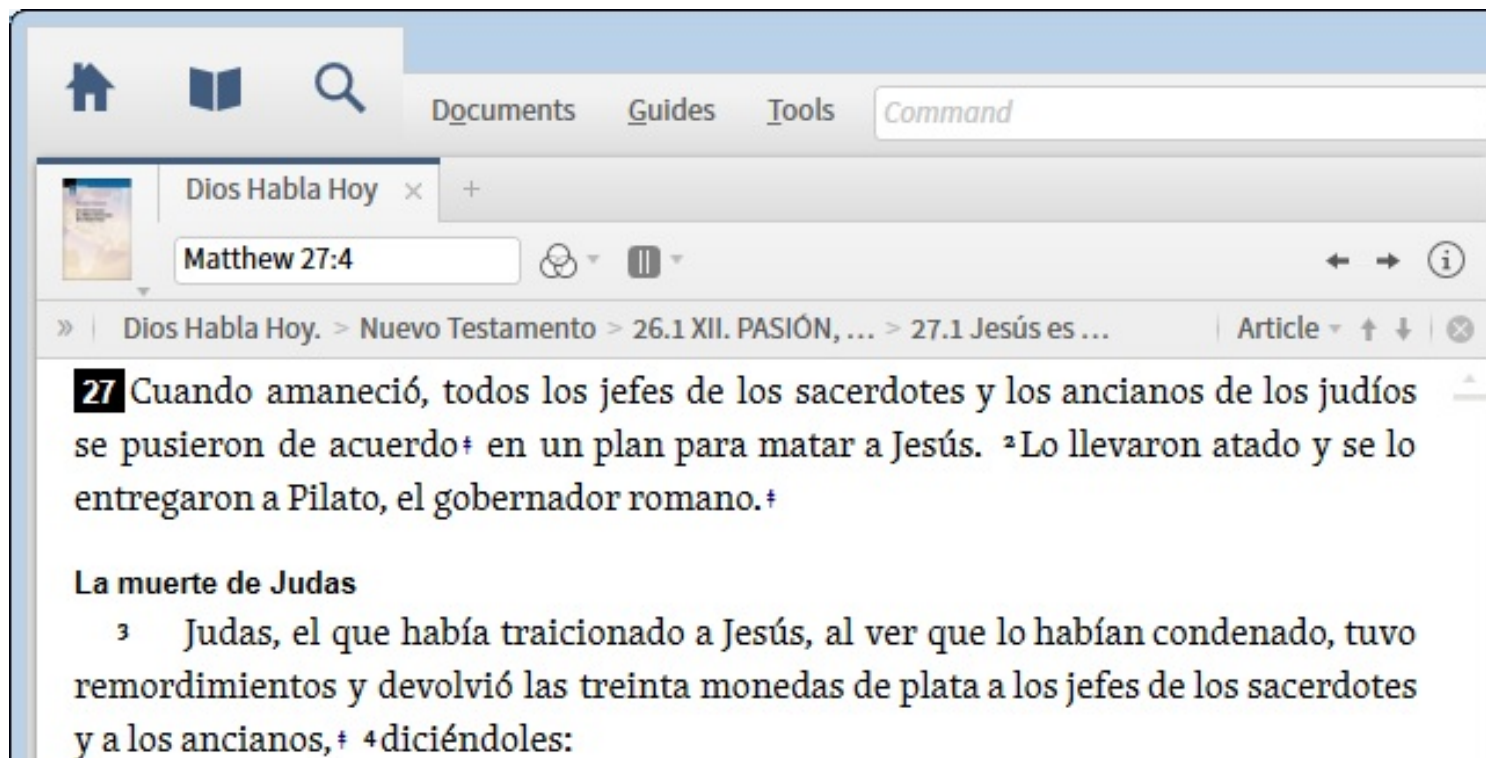 Documents Guides Tools Command
Dios Habla Hoy × +
Matthew 27:4
» Dios Habla Hoy. > Nuevo Testamento > 26.1 XII. PASIÓN, ... > 27.1 Jesús es ... Article
27 Cuando amaneció, todos los jefes de los sacerdotes y los ancianos de los judíos
se pusieron de acuerdo‡ en un plan para matar a Jesús. ²Lo llevaron atado y se lo
entregaron a Pilato, el gobernador romano.‡
La muerte de Judas
3 Judas, el que había traicionado a Jesús, al ver que lo habían condenado, tuvo
remordimientos y devolvió las treinta monedas de plata a los jefes de los sacerdotes
y a los ancianos,‡ ⁴diciéndoles: